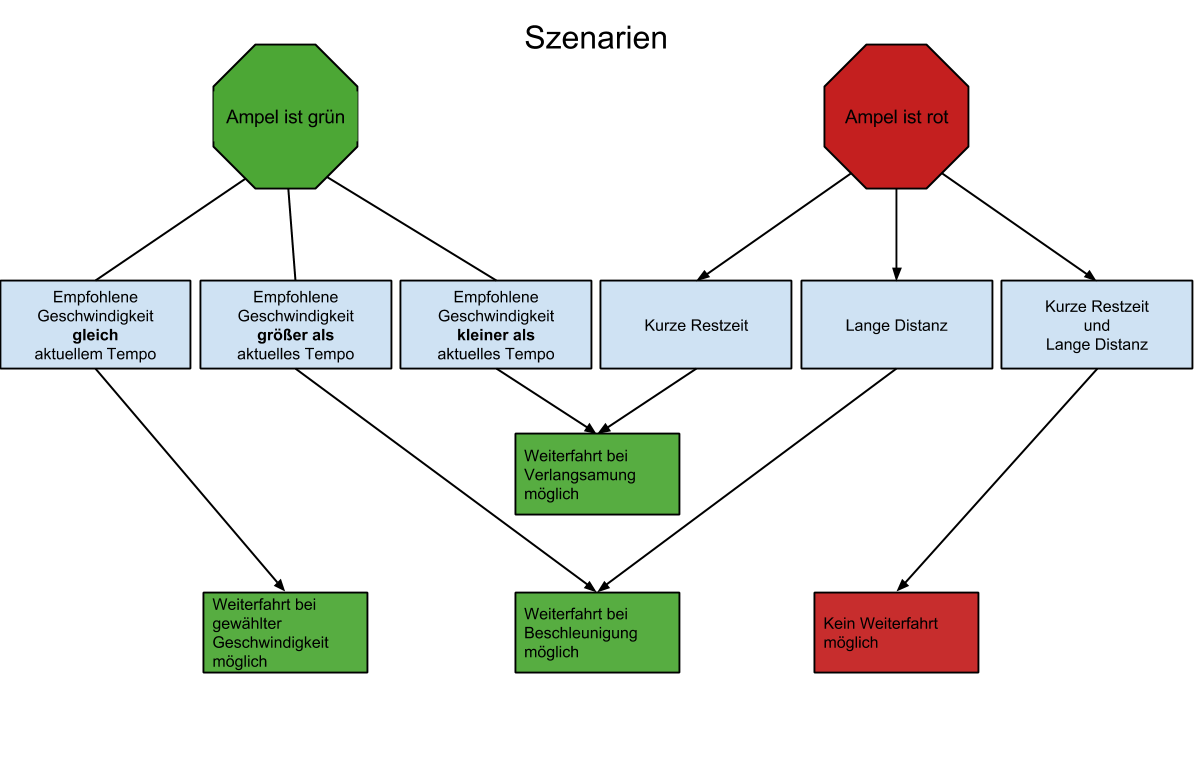 Szenarien
Ampel ist grün
Ampel ist rot
Empfohlene
Geschwindigkeit
gleich
aktuellem Tempo
Empfohlene
Geschwindigkeit
größer als
aktuelles Tempo
Empfohlene
Geschwindigkeit
kleiner als
aktuelles Tempo
Kurze Restzeit
Lange Distanz
Kurze Restzeit
und
Lange Distanz
Weiterfahrt bei
Verlangsamung
möglich
Weiterfahrt bei
gewählter
Geschwindigkeit
möglich
Weiterfahrt bei
Beschleunigung
möglich
Kein Weiterfahrt
möglich